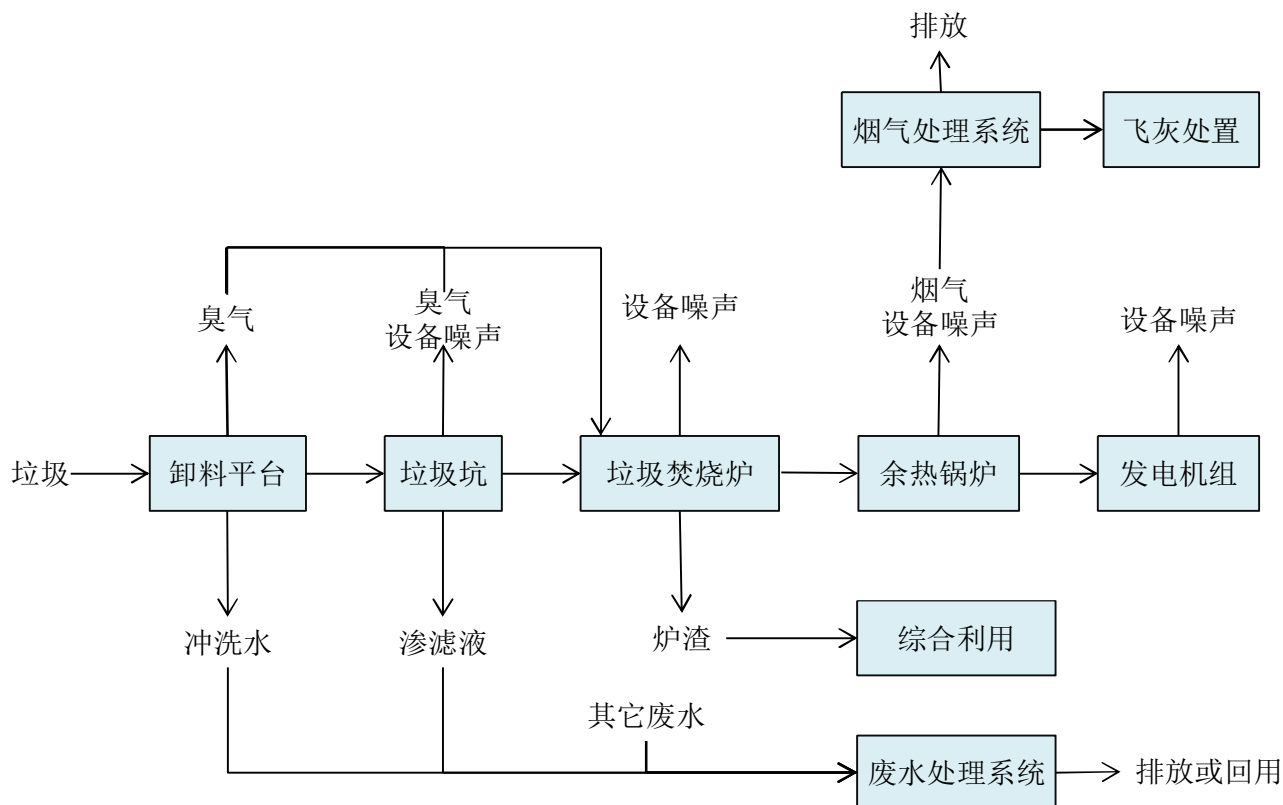 排放
烟气处理系统
飞灰处置
臭气
臭气
设备噪声
设备噪声
烟气
设备噪声
设备噪声
垃圾
卸料平台
垃圾坑
垃圾焚烧炉
余热锅炉
发电机组
冲洗水
渗滤液
炉渣
综合利用
其它废水
废水处理系统
排放或回用